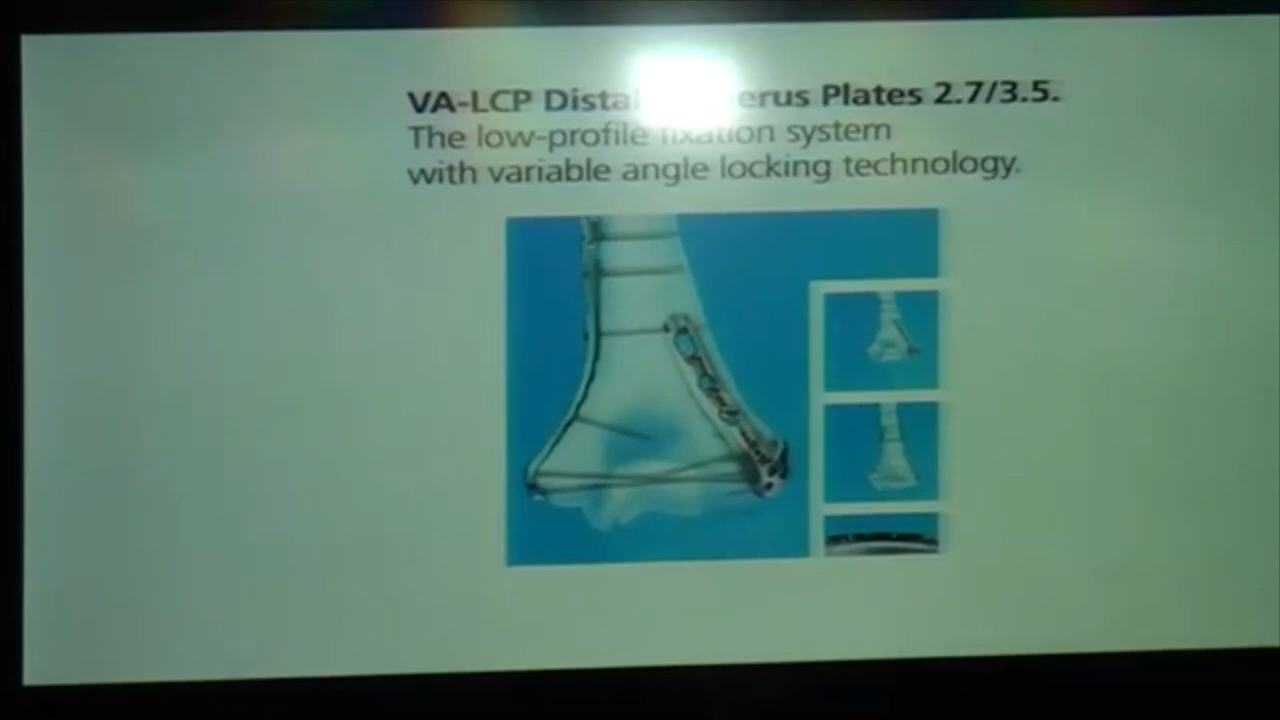 VA-LCP Distal erus Plates 2.7/3.5.
The low-profile fixation system
with variable angle locking technology.